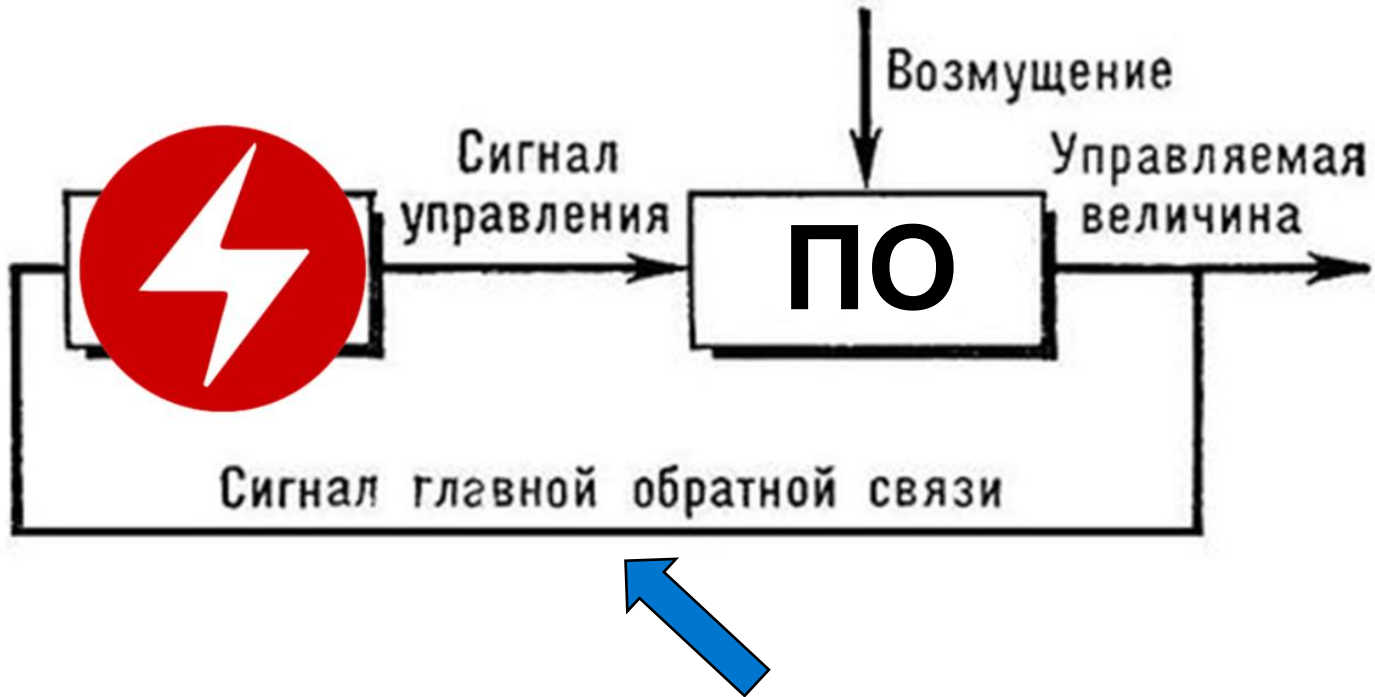 Возмущение
Сигнал
управления
Управляемая
величина
ПО
Сигнал главной обратной связи